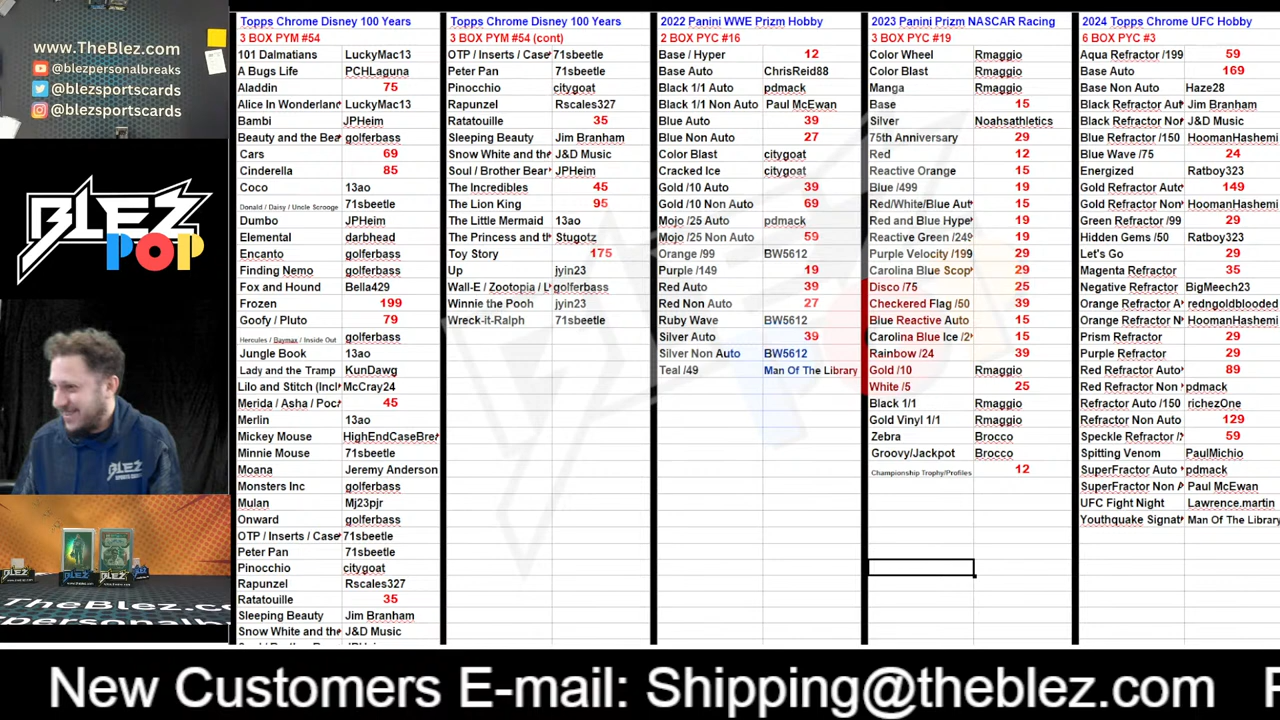 www.TheBlez.com
@blezpersonalbreaks
@blezsportscards
BLEZ
POP
BLEZ
BLEZ BLEZ
TheBlez.c
Topps Chrome Disney 100 Years
3 BOX PYM #54
101 Dalmatians LuckyMac13
A Bugs Life PCHLaguna
Aladdin 75
Alice In Wonderlan LuckyMac13
Bambi JPHeim
Beauty and the Bea golferbass
Cars 69
Cinderella 85
Coco 13ao
Donald / Daisy / Uncle Scrooge 71sbeetle
Dumbo JPHeim
Elemental darbhead
Encanto golferbass
Finding Nemo golferbass
Fox and Hound Bella429
Frozen 199
Goofy / Pluto 79
Hercules / Baymax / Inside Out golferbass
Jungle Book 13ao
Lady and the Tramp KunDawg
Lilo and Stitch (Incl McCray24
Merida / Asha / Poc 45
Merlin 13ao
Mickey Mouse HighEndCaseBre
Minnie Mouse 71sbeetle
Moana Jeremy Anderson
Monsters Inc golferbass
Mulan Mj23pjr
Onward golferbass
OTP / Inserts / Case 71sbeetle
Peter Pan 71sbeetle
Pinocchio citygoat
Rapunzel Rscales327
Ratatouille 35
Sleeping Beauty Jim Branham
Snow White and the J&D Music
Topps Chrome Disney 100 Years
3 BOX PYM #54 (cont)
OTP / Inserts / Case 71sbeetle
Peter Pan 71sbeetle
Pinocchio citygoat
Rapunzel Rscales327
Ratatouille 35
Sleeping Beauty Jim Branham
Snow White and the J&D Music
Soul / Brother Bear JPHeim
The Incredibles 45
The Lion King 95
The Little Mermaid 13ao
The Princess and th Stugotz
Toy Story 175
Up jyin23
Wall-E / Zootopia / L golferbass
Winnie the Pooh jyin23
Wreck-it-Ralph 71sbeetle
2022 Panini WWE Prizm Hobby
2 BOX PYC #16
Base / Hyper 12
Base Auto ChrisReid88
Black 1/1 Auto pdmack
Black 1/1 Non Auto Paul McEwan
Blue Auto 39
Blue Non Auto 27
Color Blast citygoat
Cracked Ice citygoat
Gold /10 Auto 39
Gold /10 Non Auto 69
Mojo /25 Auto pdmack
Mojo /25 Non Auto 59
Orange /99 BW5612
Purple /149 19
Red Auto 39
Red Non Auto 27
Ruby Wave BW5612
Silver Auto 39
Silver Non Auto BW5612
Teal /49 Man Of The Library
2023 Panini Prizm NASCAR Racing
3 BOX PYC #19
Color Wheel Rmaggio
Color Blast Rmaggio
Manga Rmaggio
Base 15
Silver Noahsathletics
75th Anniversary 29
Red 12
Reactive Orange 15
Blue /499 19
Red/White/Blue Aut 15
Red and Blue Hype 19
Reactive Green /249 19
Purple Velocity /199 29
Carolina Blue Scop 29
Disco /75 25
Checkered Flag /50 39
Blue Reactive Auto 15
Carolina Blue Ice /2 15
Rainbow /24 39
Gold /10 Rmaggio
White /5 25
Black 1/1 Rmaggio
Gold Vinyl 1/1 Rmaggio
Zebra Brocco
Groovy/Jackpot Brocco
Championship Trophy/Profiles 12
2024 Topps Chrome UFC Hobby
6 BOX PYC #3
Aqua Refractor /199 59
Base Auto 169
Base Non Auto Haze28
Black Refractor Aut Jim Branham
Black Refractor Nor J&D Music
Blue Refractor /150 HoomanHashemi
Blue Wave /75 24
Energized Ratboy323
Gold Refractor Auto 149
Gold Refractor Non HoomanHashemi
Green Refractor /99 29
Hidden Gems /50 Ratboy323
Let's Go 29
Magenta Refractor 35
Negative Refractor BigMeech23
Orange Refractor A redngoldblooded
Orange Refractor N HoomanHashemi
Prism Refractor 29
Purple Refractor 29
Red Refractor Auto 89
Red Refractor Non pdmack
Refractor Auto /150 richezOne
Refractor Non Auto 129
Speckle Refractor /2 59
Spitting Venom PaulMichio
SuperFractor Auto pdmack
SuperFractor Non A Paul McEwan
UFC Fight Night Lawrence.martin
Youthquake Signat Man Of The Library
New Customers E-mail: Shipping@theblez.com